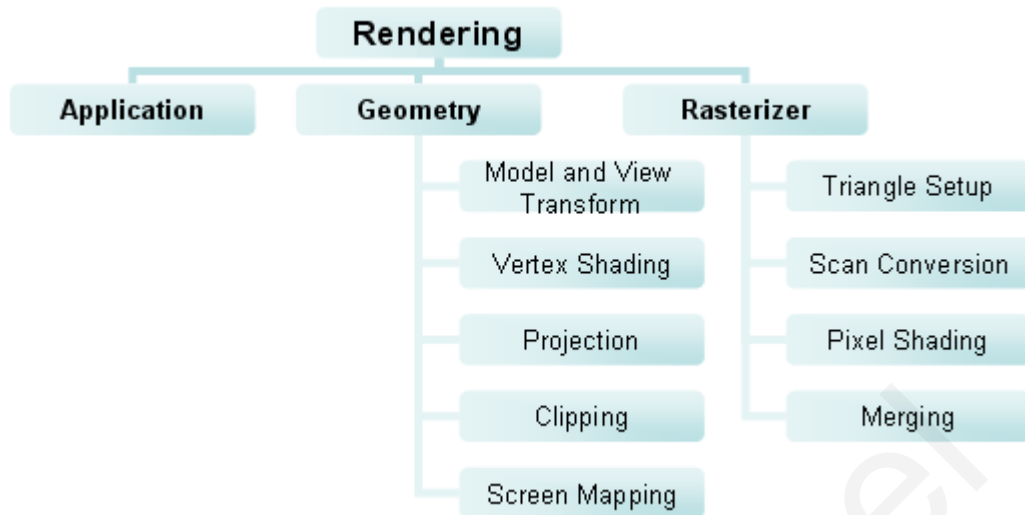 Rendering
Application
Geometry
Rasterizer
Model and View
Transform
Vertex Shading
Projection
Clipping
Screen Mapping
Triangle Setup
Scan Conversion
Pixel Shading
Merging
el